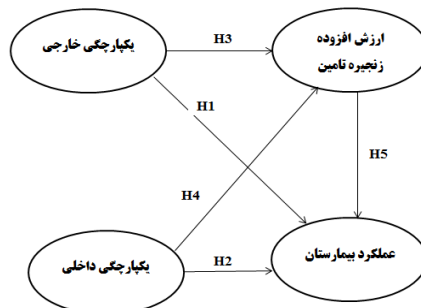 یکپارچگی خارجی
H3
ارزش افزوده
زنجیره تامین
H1
H5
H4
یکپارچگی داخلی
H2
عملکرد بیمارستان